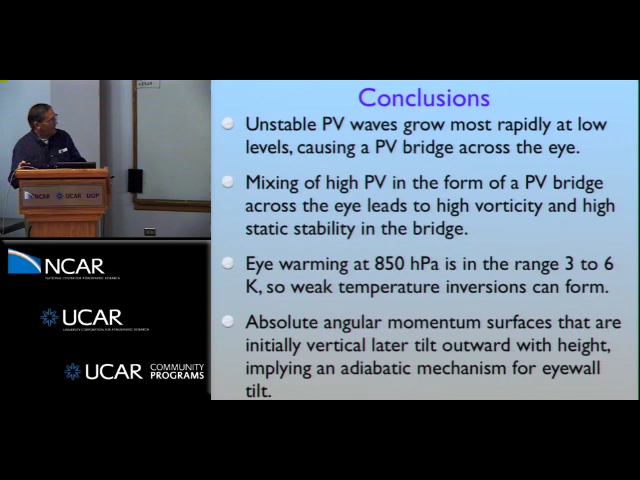 Conclusions
Unstable PV waves grow most rapidly at low
levels, causing a PV bridge across the eye.
Mixing of high PV in the form of a PV bridge
across the eye leads to high vorticity and high
static stability in the bridge.
Eye warming at 850 hPa is in the range 3 to 6
K, so weak temperature inversions can form.
Absolute angular momentum surfaces that are
initially vertical later tilt outward with height,
implying an adiabatic mechanism for eyewall
tilt.
NCAR UCAR UOP
NCAR
NATIONAL CENTER FOR ATMOSPHERIC RESEARCH
UCAR
UNIVERSITY CORPORATION FOR ATMOSPHERIC RESEARCH
UCAR COMMUNITY
PROGRAMS